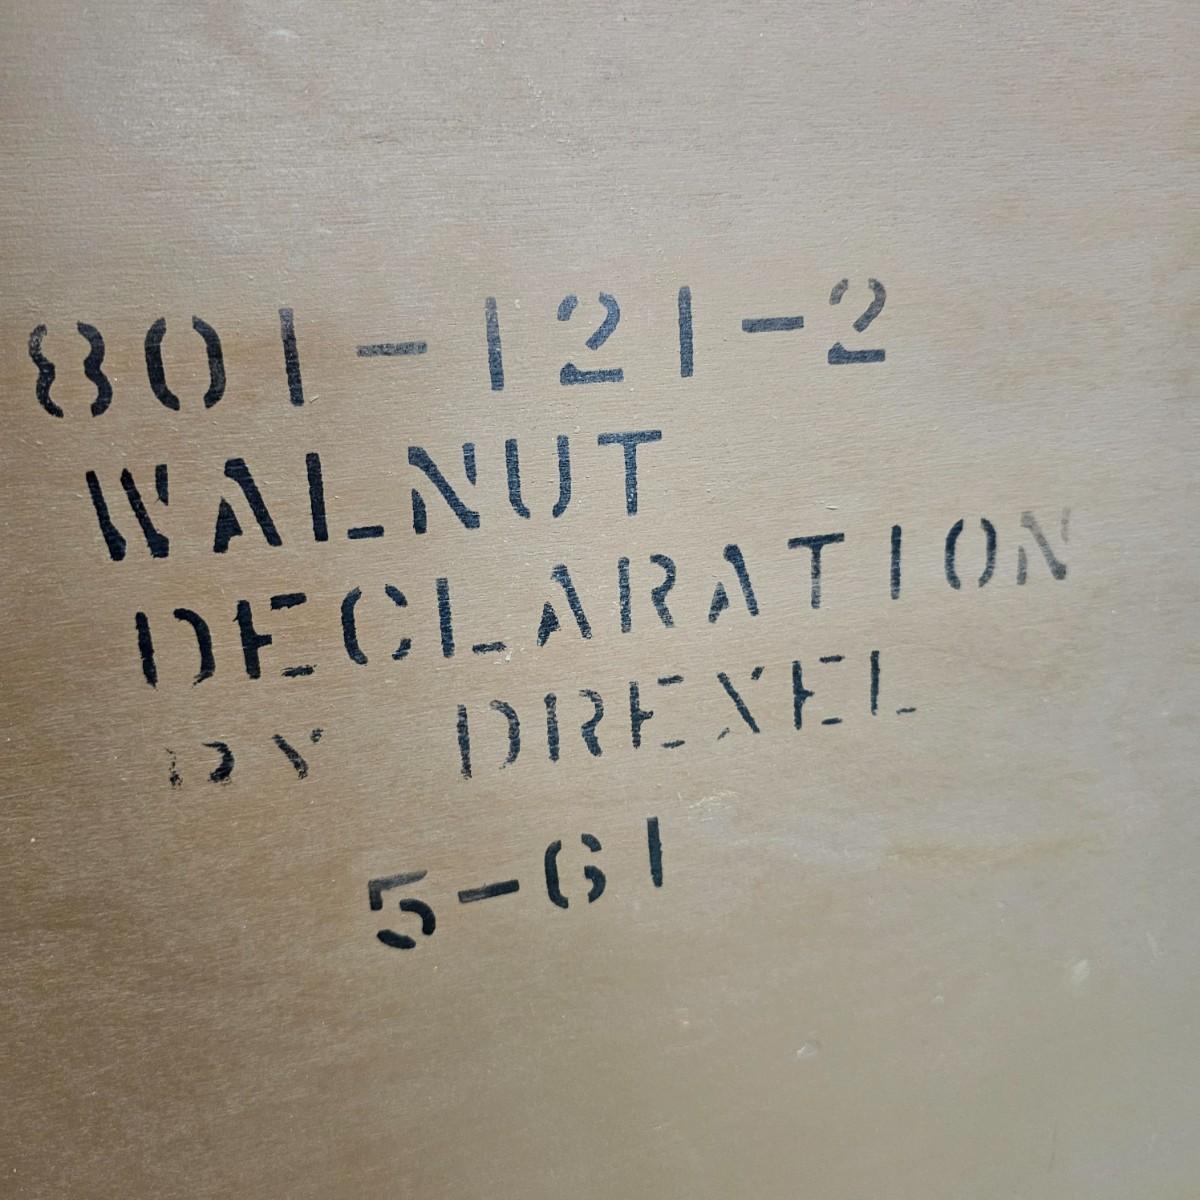 801-121-2
WALNUT
DECLARATION
BY DREXEL
5-61